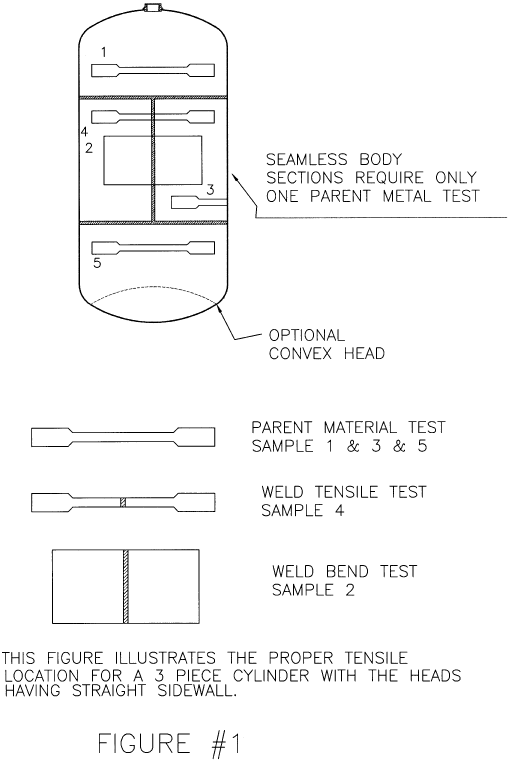 1
4
2
3
5
SEAMLESS BODY
SECTIONS REQUIRE ONLY
ONE PARENT METAL TEST
OPTIONAL
CONVEX HEAD
PARENT MATERIAL TEST
SAMPLE 1 & 3 & 5
WELD TENSILE TEST
SAMPLE 4
WELD BEND TEST
SAMPLE 2
THIS FIGURE ILLUSTRATES THE PROPER TENSILE
LOCATION FOR A 3 PIECE CYLINDER WITH THE HEADS
HAVING STRAIGHT SIDEWALL.
FIGURE #1